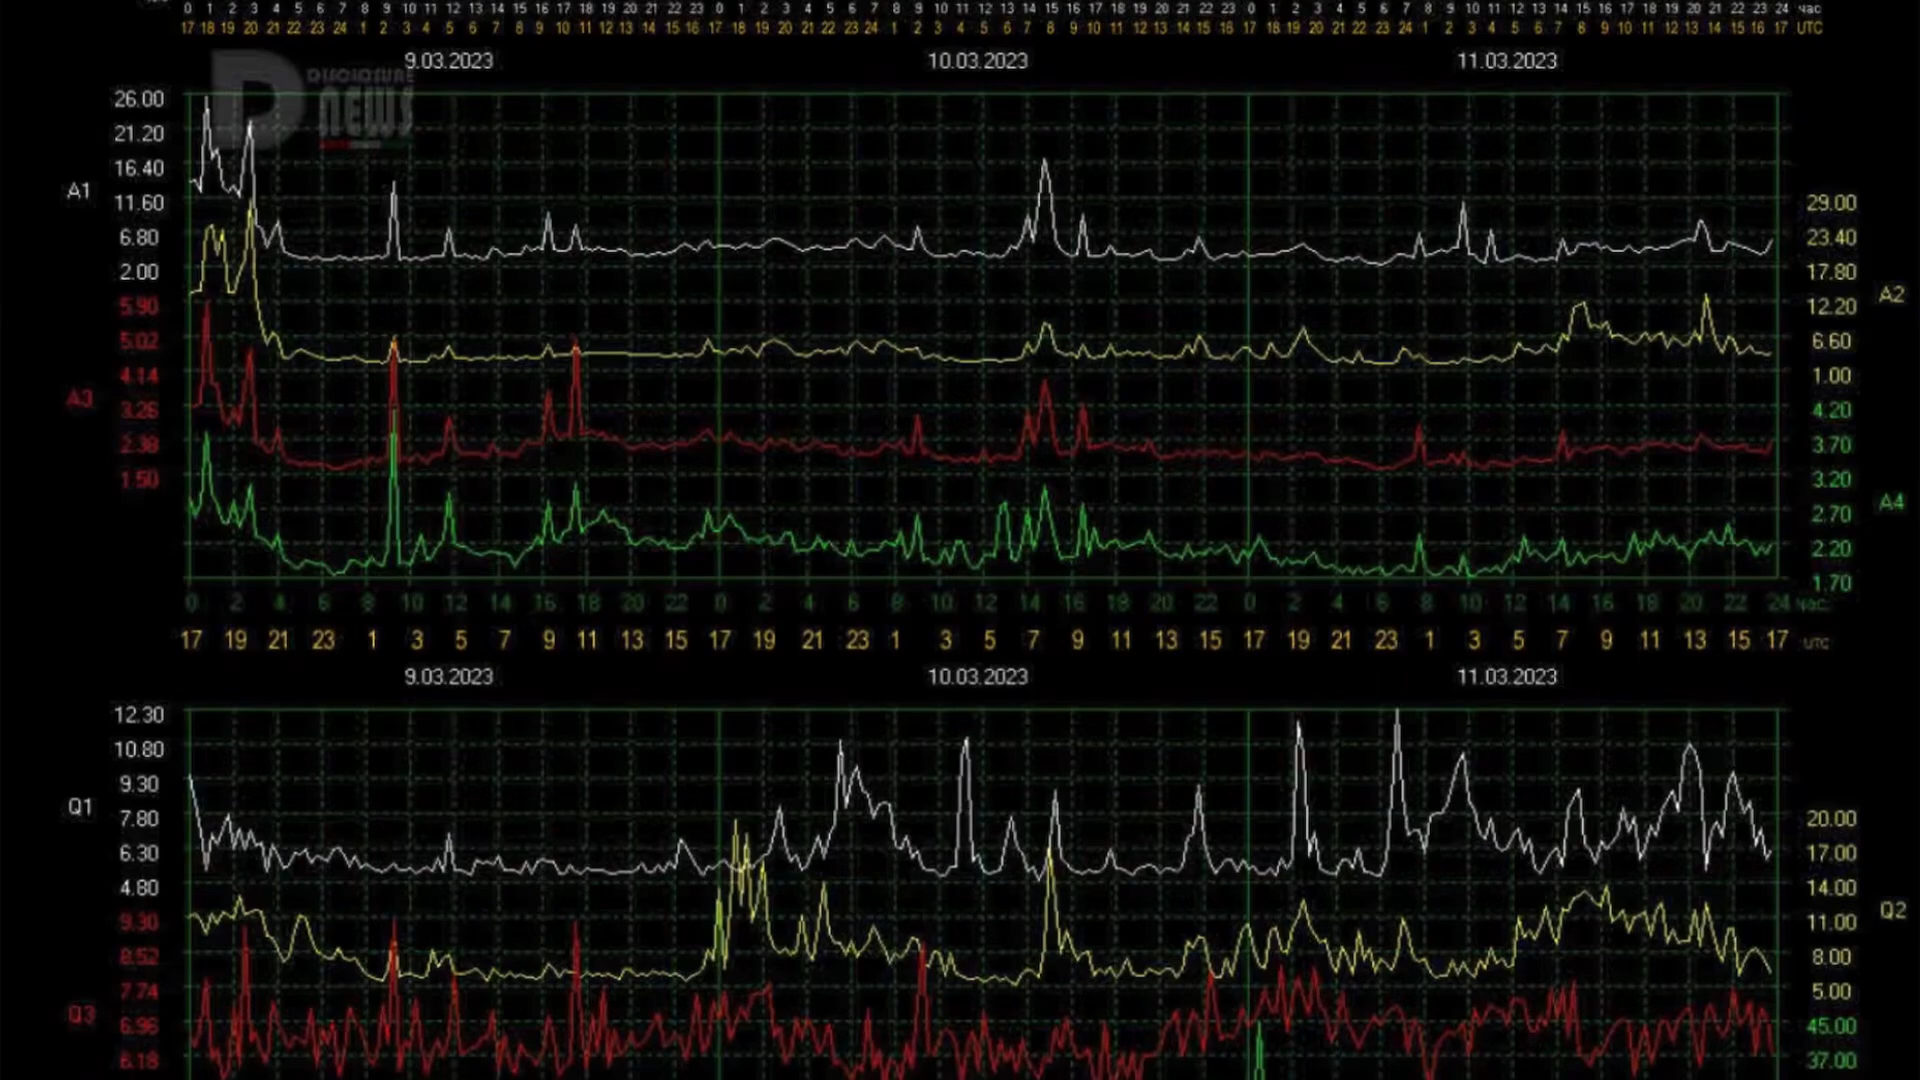 0 1 2 3 4 5 6 7 8 9 10 11 12 13 14 15 16 17 18 19 20 21 22 23 0 1 2 3 4 5 6 7 8 9 10 11 12 13 14 15 16 17 18 19 20 21 22 23 0 1 2 3 4 5 6 7 8 9 10 11 12 13 14 15 16 17 18 19 20 21 22 23 24 час
17 18 19 20 21 22 23 24 1 2 3 4 5 6 7 8 9 10 11 12 13 14 15 16 17 18 19 20 21 22 23 24 1 2 3 4 5 6 7 8 9 10 11 12 13 14 15 16 17 18 19 20 21 22 23 24 1 2 3 4 5 6 7 8 9 10 11 12 13 14 15 16 17 UTC
9.03.2023 10.03.2023 11.03.2023
D DISCLOSURE
NEWS
26.00
21.20
16.40
A1
11.60 29.00
6.80 23.40
2.00 17.80
A2
5.90 12.20
5.02 6.60
4.14 1.00
A3
3.26 4.20
2.38 3.70
1.50 3.20
A4
2.70
2.20
1.70
0 2 4 6 8 10 12 14 16 18 20 22 0 2 4 6 8 10 12 14 16 18 20 22 0 2 4 6 8 10 12 14 16 18 20 22 24 час.
17 19 21 23 1 3 5 7 9 11 13 15 17 19 21 23 1 3 5 7 9 11 13 15 17 19 21 23 1 3 5 7 9 11 13 15 17 UTC
9.03.2023 10.03.2023 11.03.2023
12.30
10.80
9.30
Q1
7.80 20.00
6.30 17.00
4.80 14.00
Q2
9.30 11.00
8.52 8.00
7.74 5.00
Q3
6.96 45.00
6.18 37.00